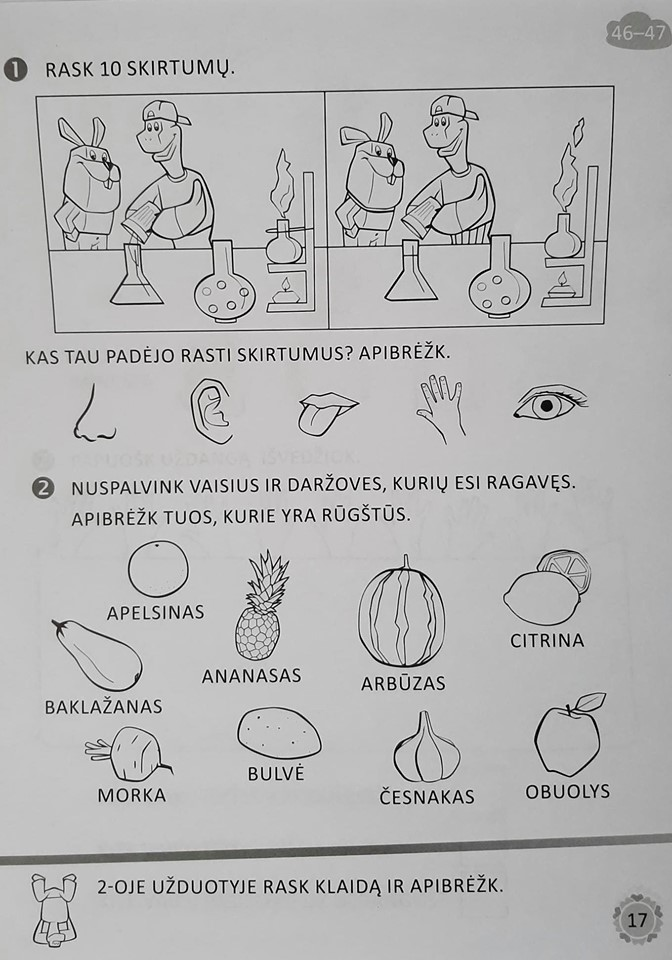 46–47
1 RASK 10 SKIRTUMŲ.
KAS TAU PADĖJO RASTI SKIRTUMUS? APIBRĖŽK.
2 NUSPALVINK VAISIUS IR DARŽOVES, KURIŲ ESI RAGAVĘS.
APIBRĖŽK TUOS, KURIE YRA RŪGŠTŪS.
APELSINAS
CITRINA
ANANASAS
ARBŪZAS
BAKLAŽANAS
BULVĖ
MORKA
ČESNAKAS
OBUOLYS
2-OJE UŽDUOTYJE RASK KLAIDĄ IR APIBRĖŽK.
17